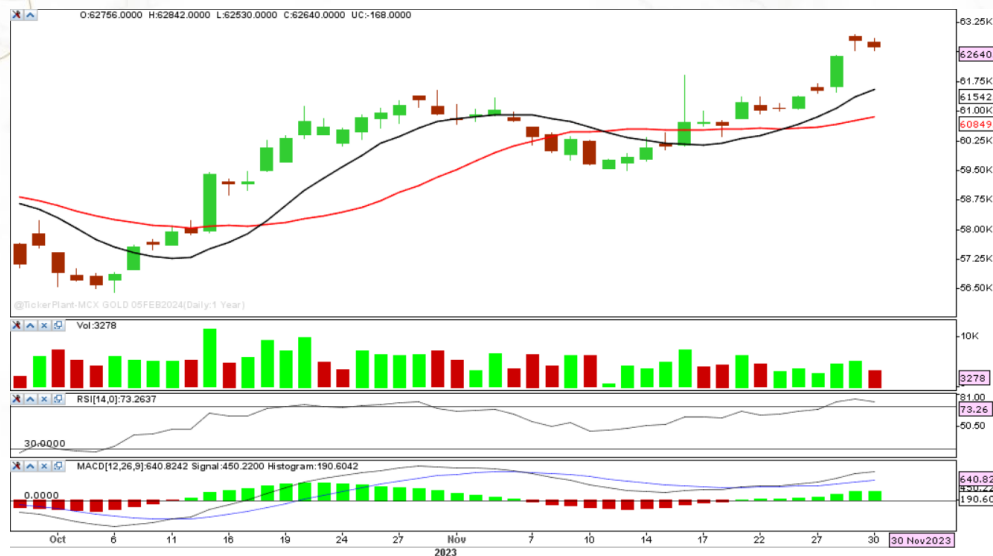 O:62756.0000 H:62842.0000 L:62530.0000 C:62640.0000 UC:-168.0000
63.25K
62640
61.75K
61542
61.00K
60849
60.25K
59.50K
58.75K
58.00K
57.25K
56.50K
@TickerPlant-MCX GOLD 05FEB2024(Daily:1 Year)
Vol:3278
10K
3278
RSI[14,0]:73.2637
81.00
73.26
50.50
30.0000
MACD[12,26,9]:640.8242 Signal:450.2200 Histogram:190.6042
640.82
450.22
190.60
0.0000
Oct 6 11 16 19 24 27 Nov 7 10 15 17 22 27 30 30 Nov2023
2023